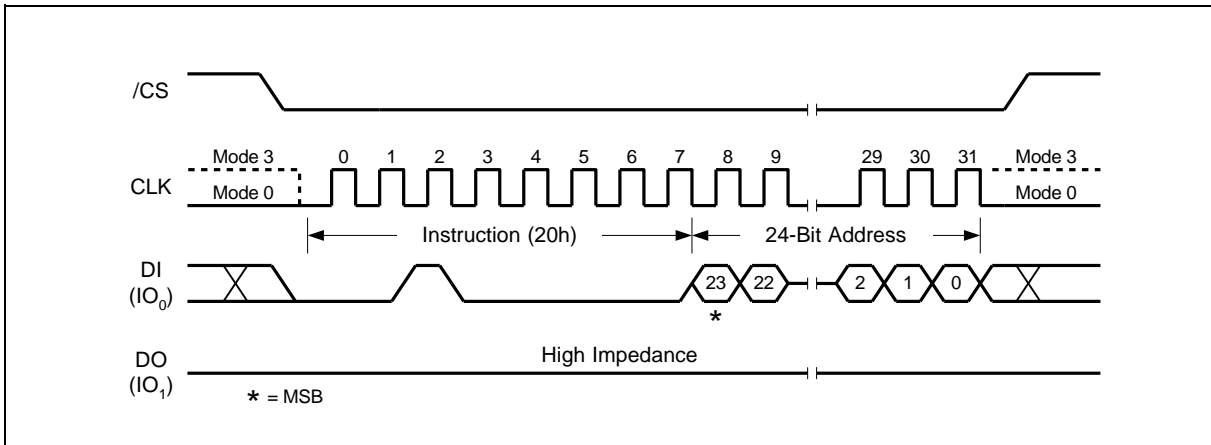 /CS
Mode 3 0 1 2 3 4 5 6 7 8 9 29 30 31 Mode 3
CLK Mode 0 Mode 0
Instruction (20h) 24-Bit Address
DI
(IO0) 23 22 2 1 0
*
High Impedance
DO
(IO1)
* = MSB